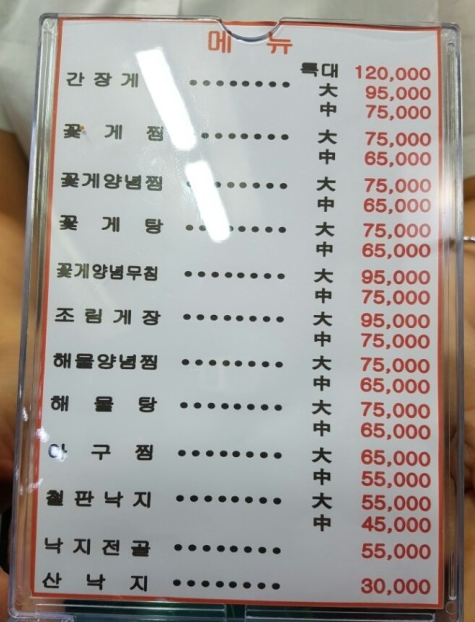 메 뉴
간 장 게 ········ 특대 120,000
大 95,000
中 75,000
꽃 게 찜 ········ 大 75,000
中 65,000
꽃게양념찜 ········ 大 75,000
中 65,000
꽃 게 탕 ········ 大 75,000
中 65,000
꽃게양념무침 ········ 大 95,000
中 75,000
조 림 게 장 ········ 大 95,000
中 75,000
해물양념찜 ········ 大 75,000
中 65,000
해 물 탕 ········ 大 75,000
中 65,000
아 구 찜 ········ 大 65,000
中 55,000
철 판 낙 지 ········ 大 55,000
中 45,000
낙 지 전 골 ········ 55,000
산 낙 지 ········ 30,000